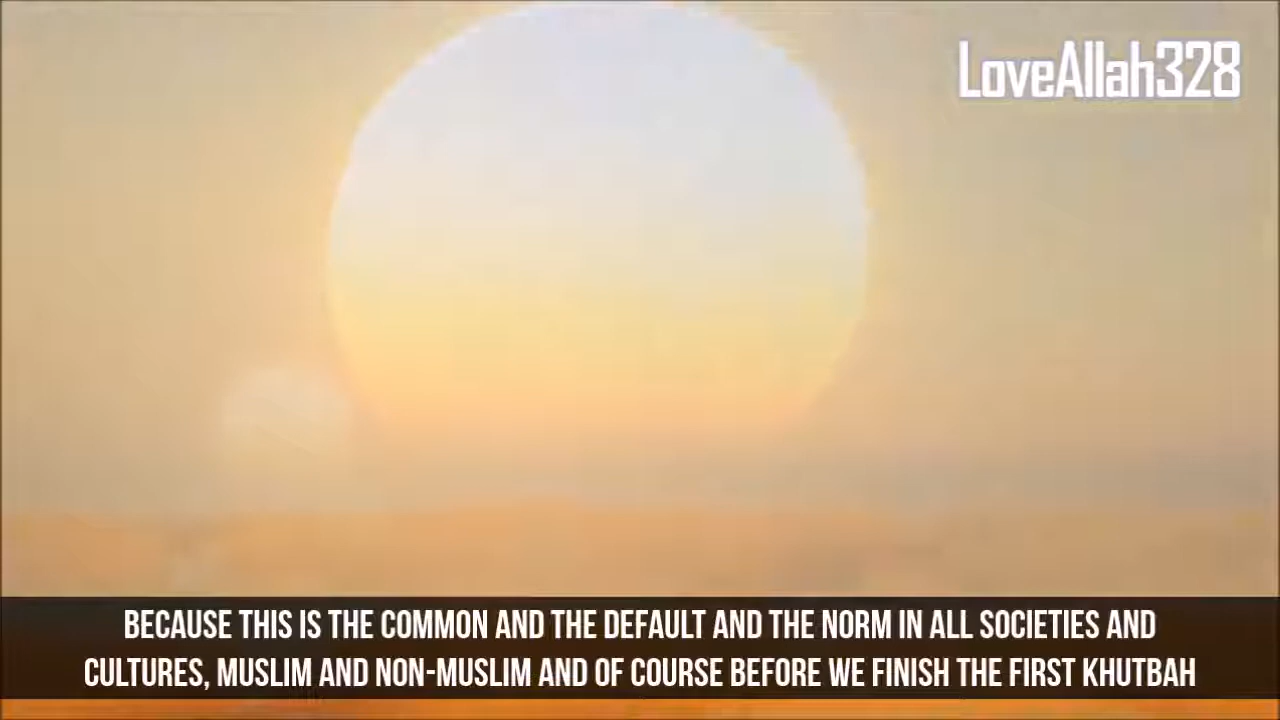 LoveAllah328
BECAUSE THIS IS THE COMMON AND THE DEFAULT AND THE NORM IN ALL SOCIETIES AND
CULTURES, MUSLIM AND NON-MUSLIM AND OF COURSE BEFORE WE FINISH THE FIRST KHUTBAH